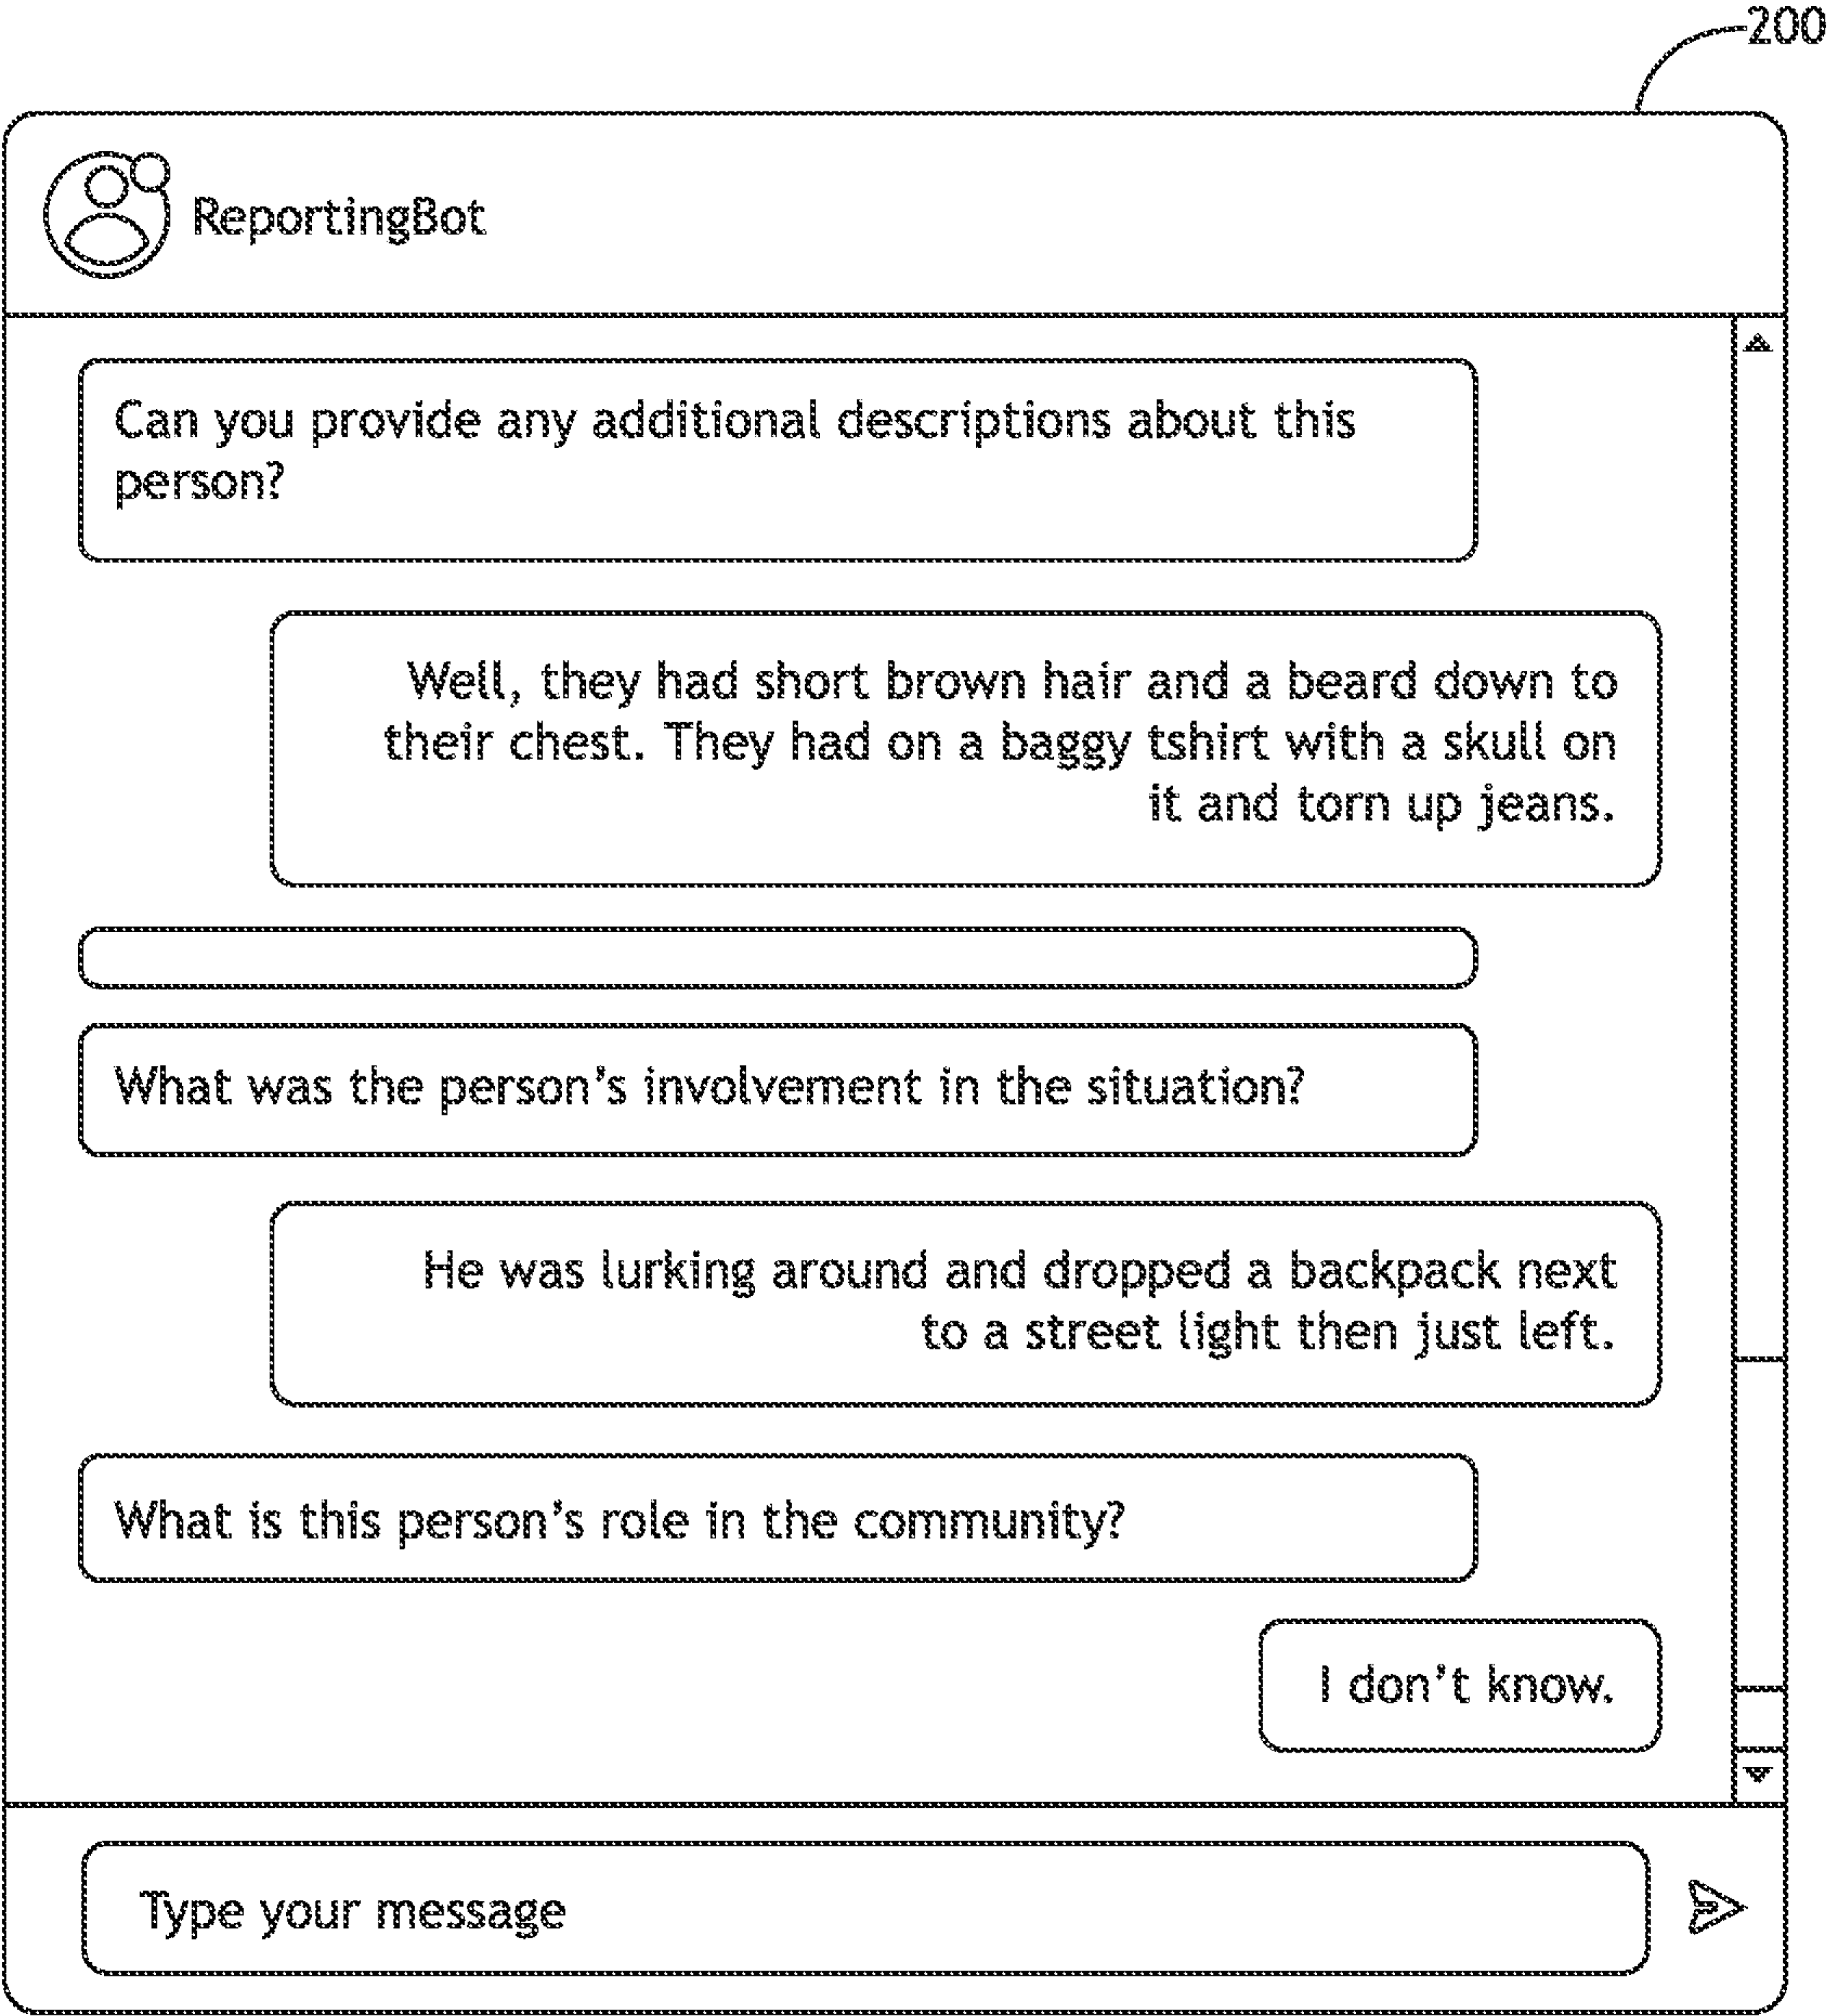 200
ReportingBot
Can you provide any additional descriptions about this
person?
Well, they had short brown hair and a beard down to
their chest. They had on a baggy tshirt with a skull on
it and torn up jeans.
What was the person’s involvement in the situation?
He was lurking around and dropped a backpack next
to a street light then just left.
What is this person’s role in the community?
I don’t know.
Type your message